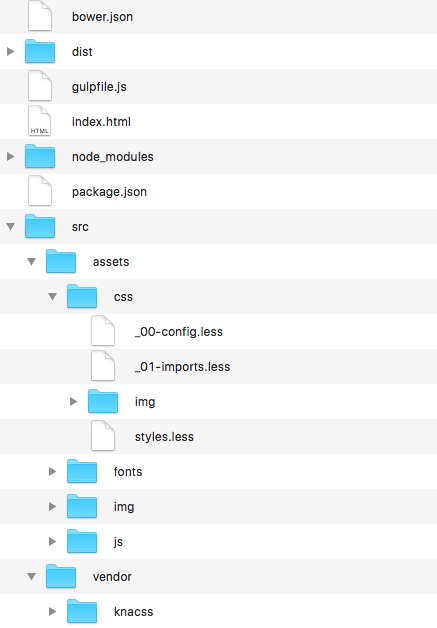 bower.json
dist
gulpfile.js
HTML
index.html
node_modules
package.json
src
assets
css
_00-config.less
_01-imports.less
img
styles.less
fonts
img
js
vendor
knacss